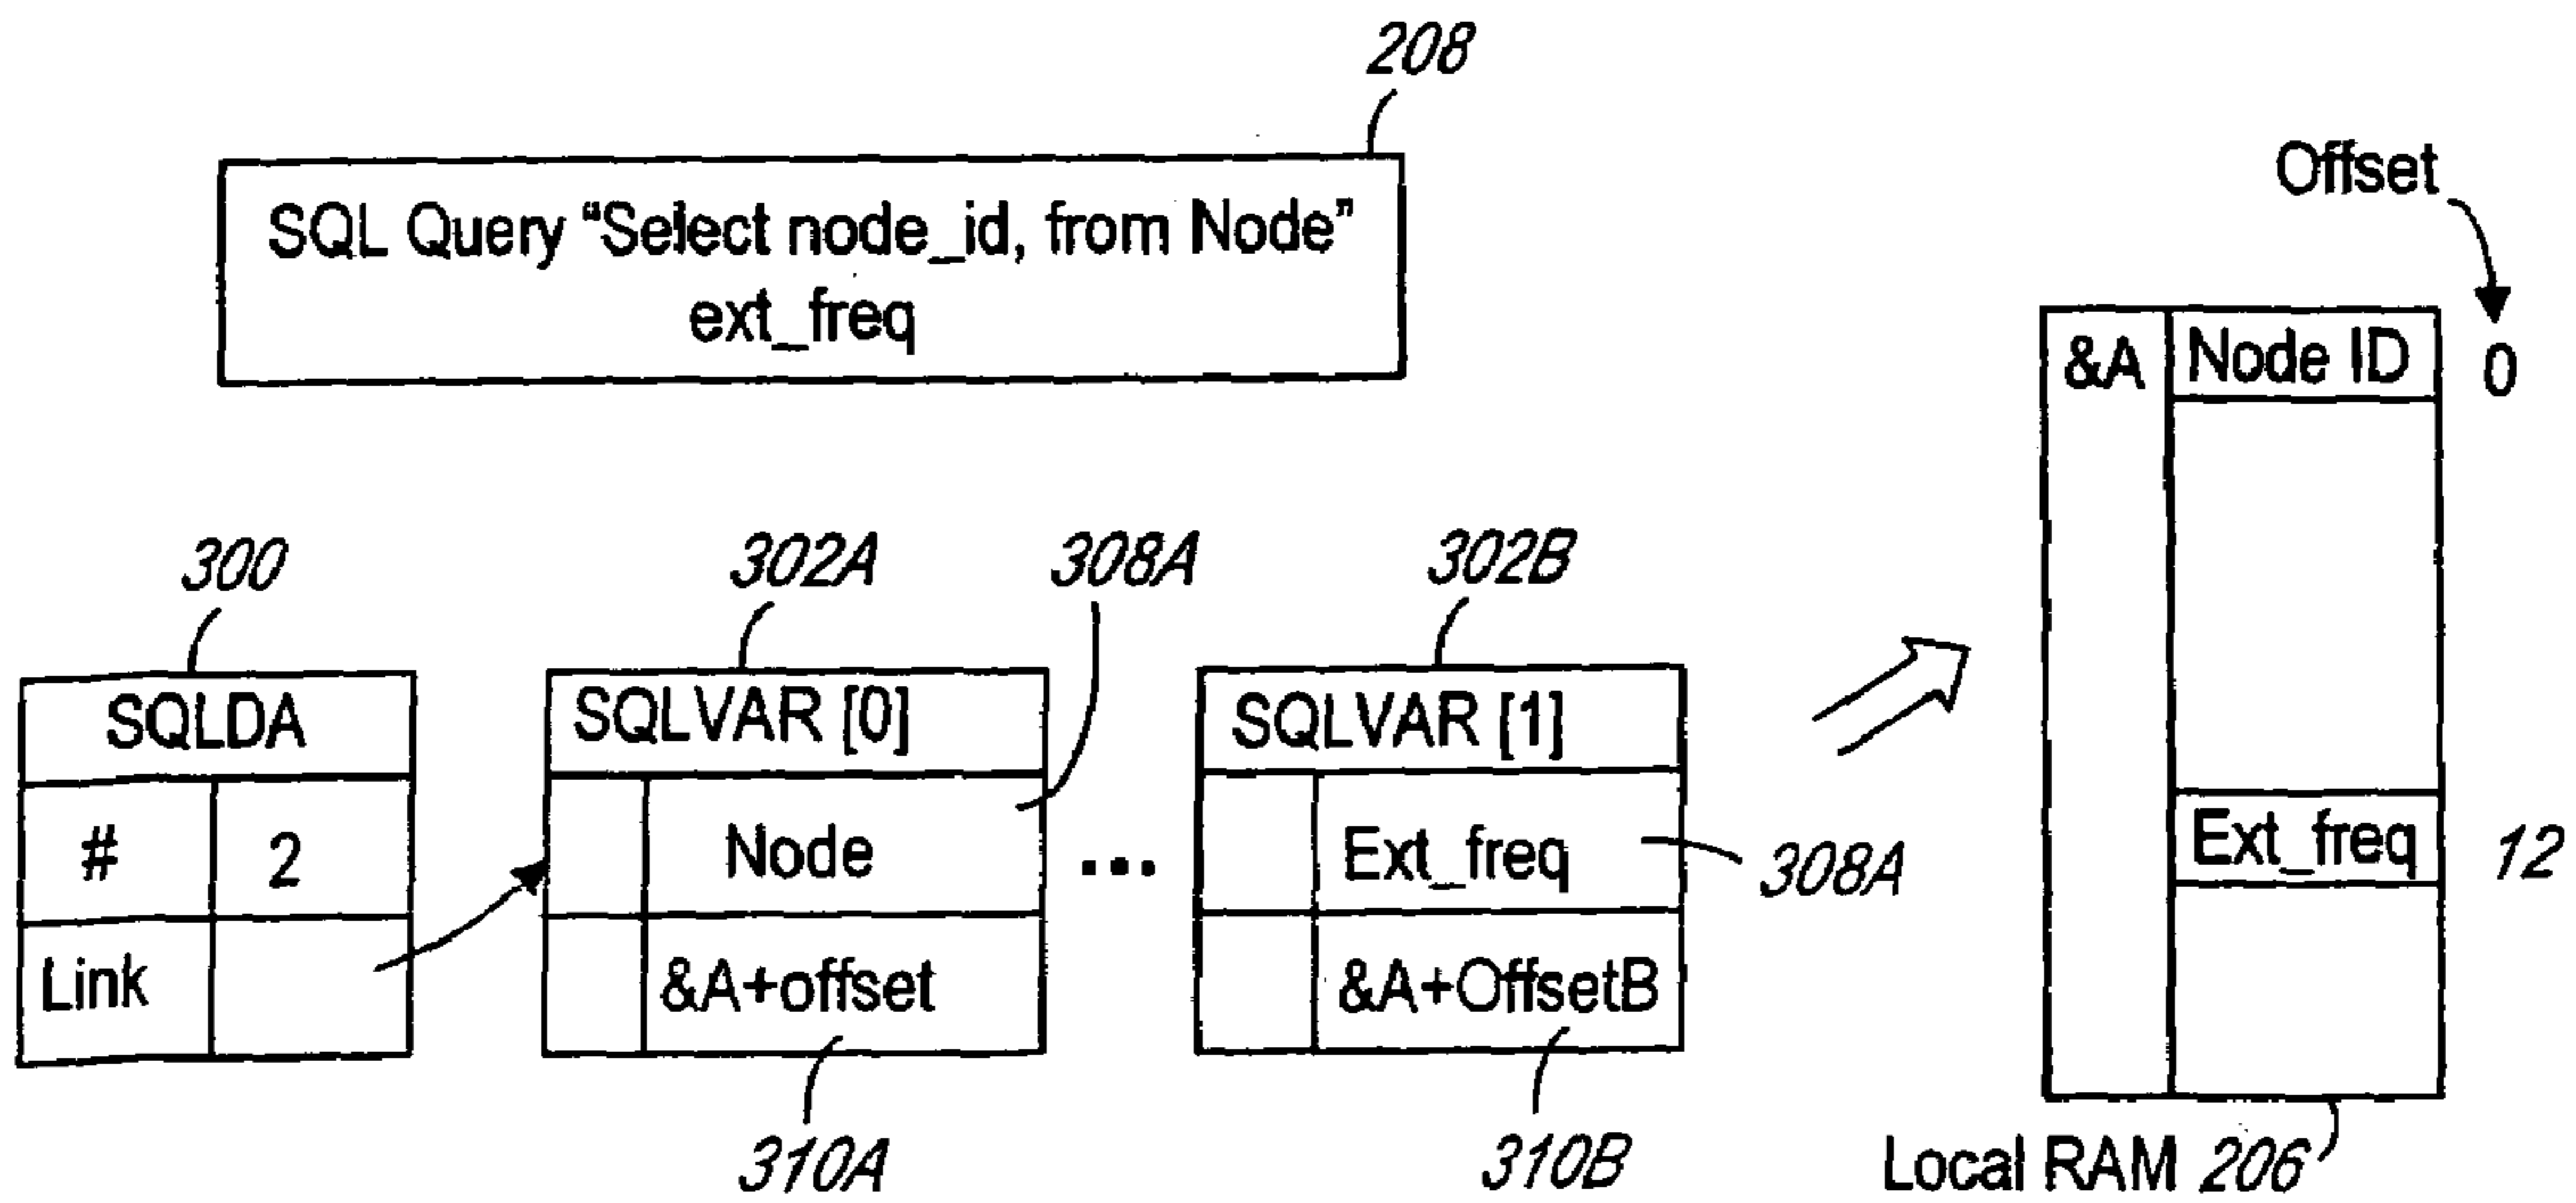 208
SQL Query “Select node_id, from Node”
ext_freq
Offset
&A Node ID 0
300 302A 308A 302B
SQLDA SQLVAR [0] SQLVAR [1]
# 2 Node ... Ext_freq 308A Ext_freq 12
Link &A+offset &A+OffsetB
310A 310B Local RAM 206